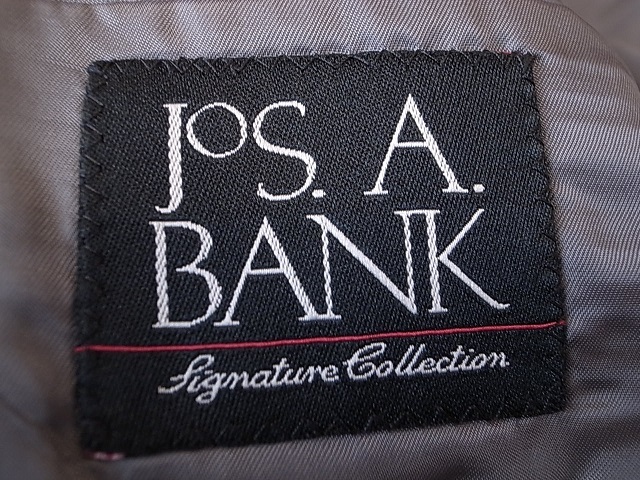 JoS. A.
BANK
Signature Collection